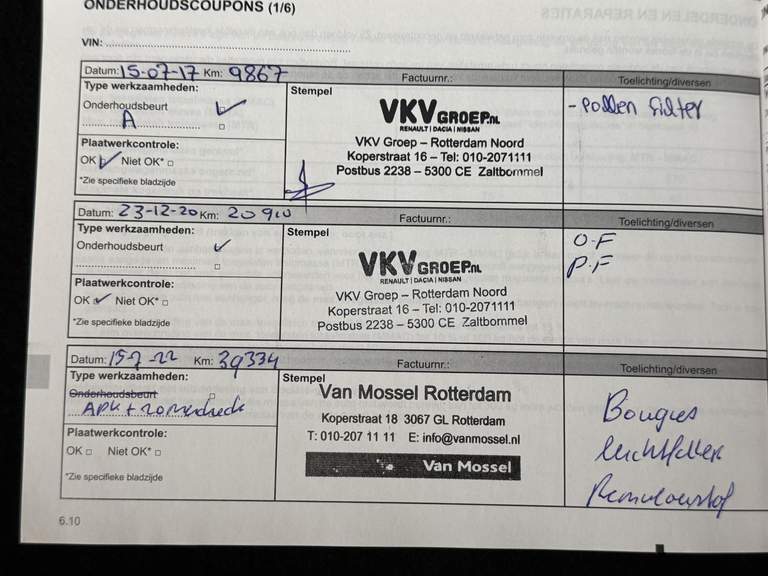 ONDERHOUDSCOUPONS (1/6)
VIN:
Datum: 15-07-17 Km: 9867 Factuurnr.: Toelichting/diversen
Type werkzaamheden:
Onderhoudsbeurt
A
Plaatwerkcontrole:
OK Niet OK*
*Zie specifieke bladzijde
Stempel
VKV GROEP.NL
RENAULT | DACIA | NISSAN
VKV Groep – Rotterdam Noord
Koperstraat 16 – Tel: 010-2071111
Postbus 2238 – 5300 CE Zaltbommel
- Pollen filter
Datum: 23-12-20 Km: 20910 Factuurnr.: Toelichting/diversen
Type werkzaamheden:
Onderhoudsbeurt
Plaatwerkcontrole:
OK Niet OK*
*Zie specifieke bladzijde
Stempel
VKV GROEP.NL
RENAULT | DACIA | NISSAN
VKV Groep – Rotterdam Noord
Koperstraat 16 – Tel: 010-2071111
Postbus 2238 – 5300 CE Zaltbommel
O.F
P.F
Datum: 15-7-22 Km: 39334 Factuurnr.: Toelichting/diversen
Type werkzaamheden:
Onderhoudsbeurt
APK + zomercheck
Plaatwerkcontrole:
OK Niet OK*
*Zie specifieke bladzijde
Stempel
Van Mossel Rotterdam
Koperstraat 18 3067 GL Rotterdam
T: 010-207 11 11 E: info@vanmossel.nl
Van Mossel
Bougies
luchtfilter
Remvloeistof
6.10